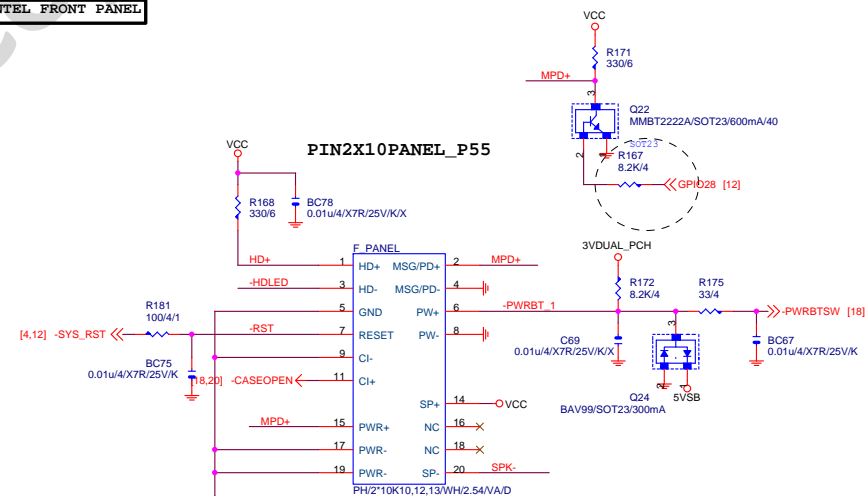 NTEL FRONT PANEL
VCC
R171
330/6
MPD+
3
Q22
MMBT2222A/SOT23/600mA/40
SOT23
2
R167
8.2K/4
GPIO28 [12]
PIN2X10PANEL_P55
VCC
R168
330/6
BC78
0.01u/4/X7R/25V/K/X
3VDUAL_PCH
F_PANEL
HD+ 1 HD+ MSG/PD+ 2 MPD+
-HDLED 3 HD- MSG/PD- 4
5 GND PW+ 6 -PWRBT_1
R172
8.2K/4
R175
33/4
-PWRBTSW [18]
R181
100/4/1
[4,12] -SYS_RST -RST 7 RESET PW- 8
3
C69
0.01u/4/X7R/25V/K/X
BC67
0.01u/4/X7R/25V/K
9 CI-
BC75
0.01u/4/X7R/25V/K
[18,20] -CASEOPEN 11 CI+
2 1
Q24
BAV99/SOT23/300mA
5VSB
SP+ 14 VCC
MPD+ 15 PWR+ NC 16
17 PWR- NC 18
19 PWR- SP- 20 SPK-
PH/2*10K10,12,13/WH/2.54/VA/D